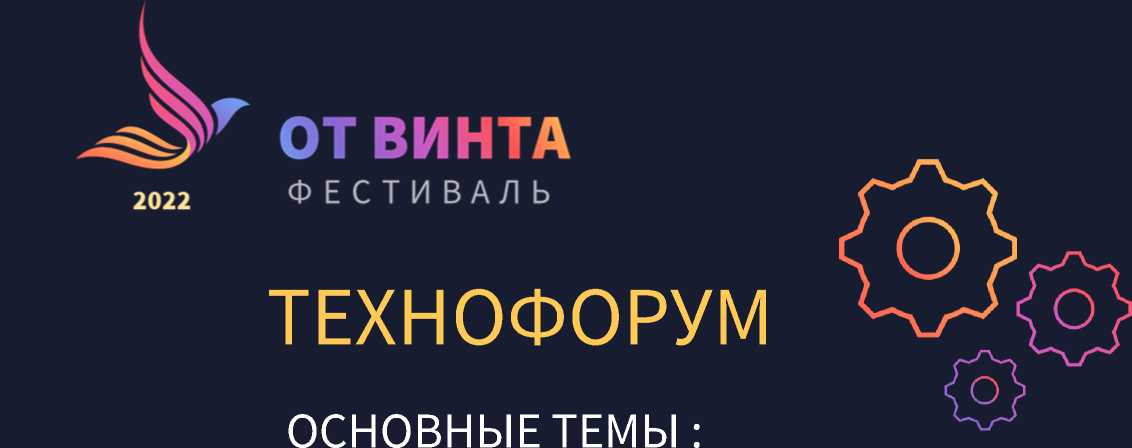 ОТ ВИНТА
ФЕСТИВАЛЬ
2022
ТЕХНОФОРУМ
ОСНОВНЫЕ ТЕМЫ :